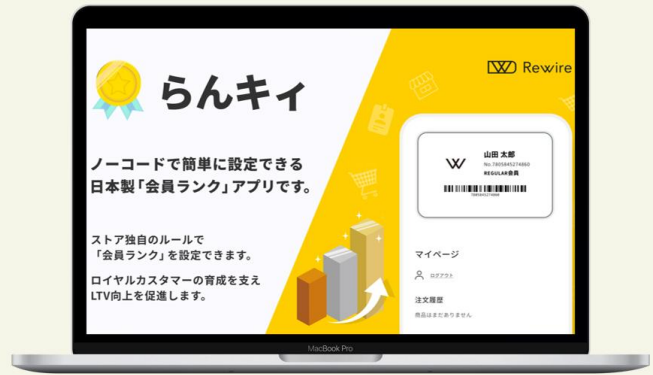 らんキィ
Rewire
ノーコードで簡単に設定できる
日本製「会員ランク」アプリです。
ストア独自のルールで
「会員ランク」を設定できます。
ロイヤルカスタマーの育成を支え
LTV向上を促進します。
山田 太郎
No.7805845274860
REGULAR会員
7805845274860
マイページ
ログアウト
注文履歴
商品はまだありません
MacBook Pro